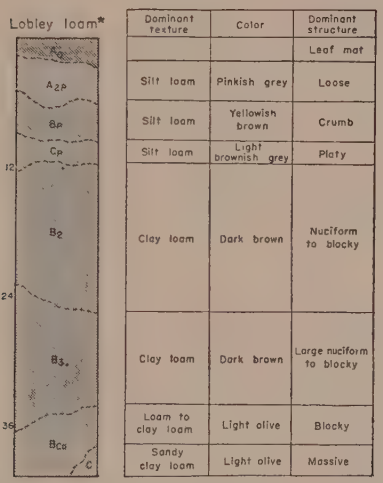 Lobley loam*
Dominant texture Color Dominant structure
Leaf mat
A2P Silt loam Pinkish grey Loose
BP Silt loam Yellowish brown Crumb
CP Silt loam Light brownish grey Platy
12
B2 Clay loam Dark brown Nuciform to blocky
24
B3 Clay loam Dark brown Large nuciform to blocky
36 Loam to clay loam Light olive Blocky
BCa
C Sandy clay loam Light olive Massive